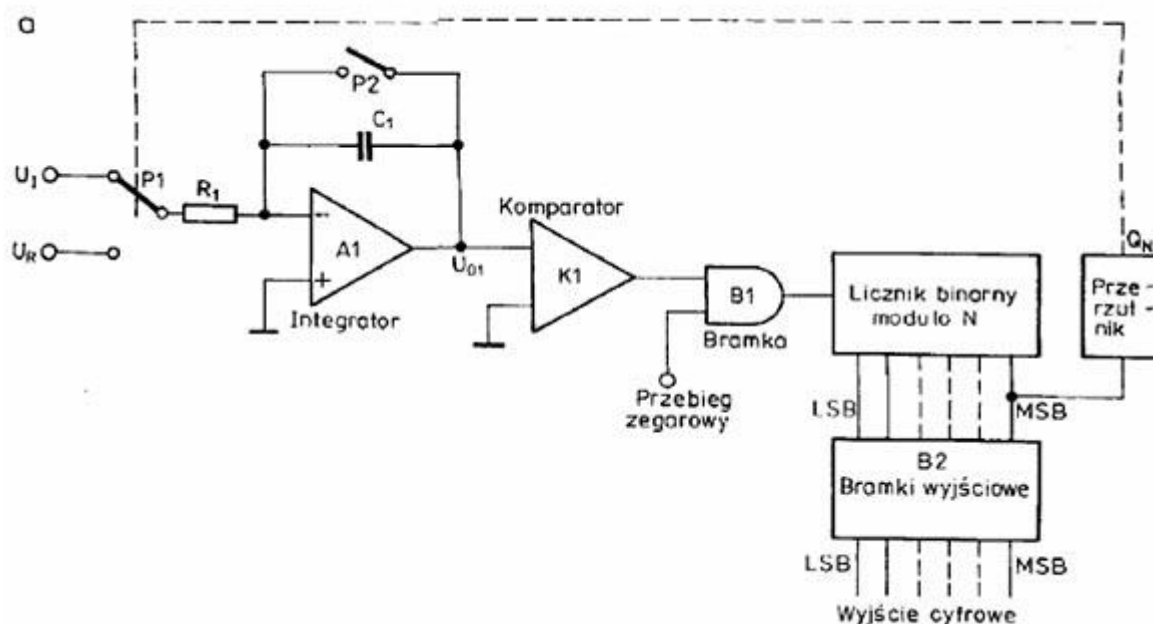 a
P2
C1
UI
P1
R1
UR
-
+
A1
U01
Integrator
Komparator
K1
B1
Bramka
Przebieg
zegarowy
Licznik binarny
modulo N
QN
Prze-
rzut-
nik
LSB
MSB
B2
Bramki wyjściowe
LSB
MSB
Wyjście cyfrowe